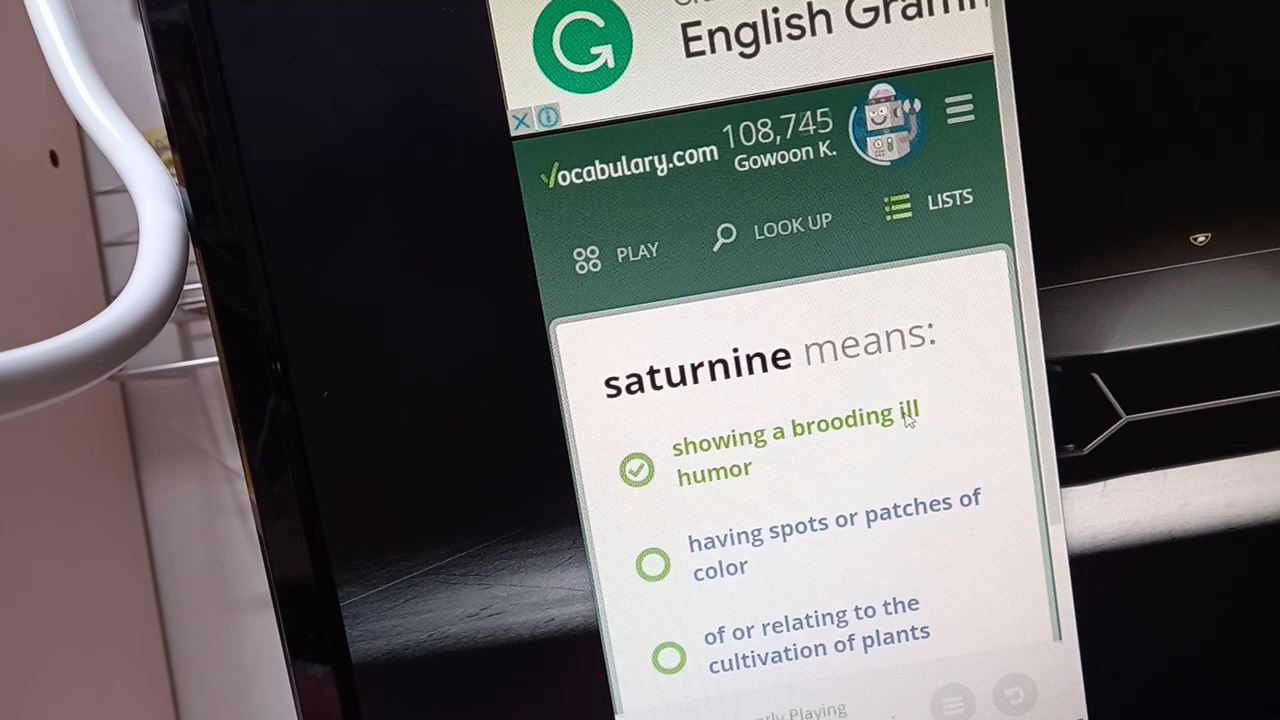 English
108,745
Vocabulary.com
Gowoon K.
PLAY
LOOK UP
LISTS
saturnine means:
showing a brooding ill
humor
having spots or patches of
color
of or relating to the
cultivation of plants
Playing